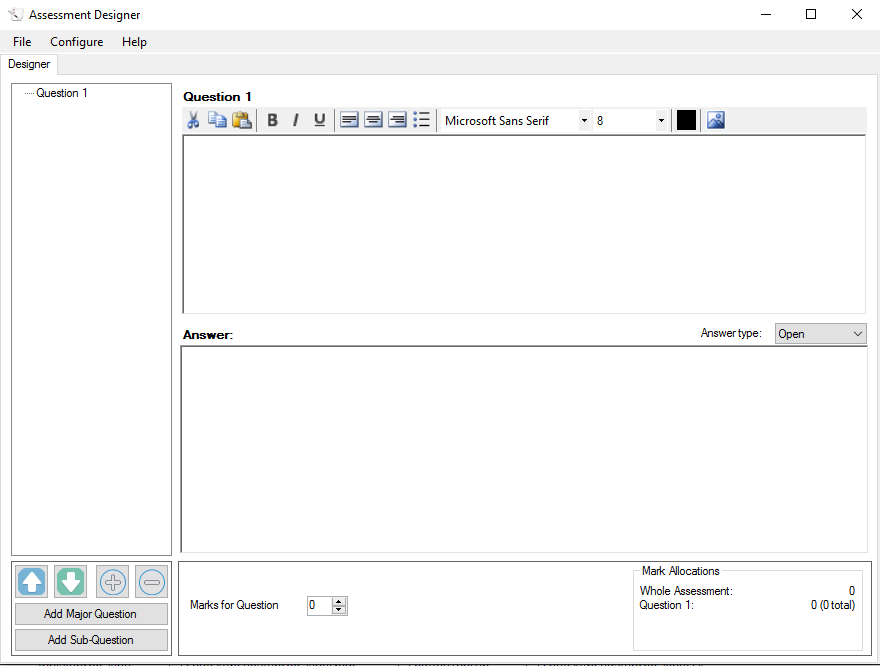 Assessment Designer
File Configure Help
Designer
Question 1
Question 1
B I U Microsoft Sans Serif 8
Answer:
Answer type: Open
Marks for Question 0
Mark Allocations
Whole Assessment: 0
Question 1: 0 (0 total)
Add Major Question
Add Sub-Question